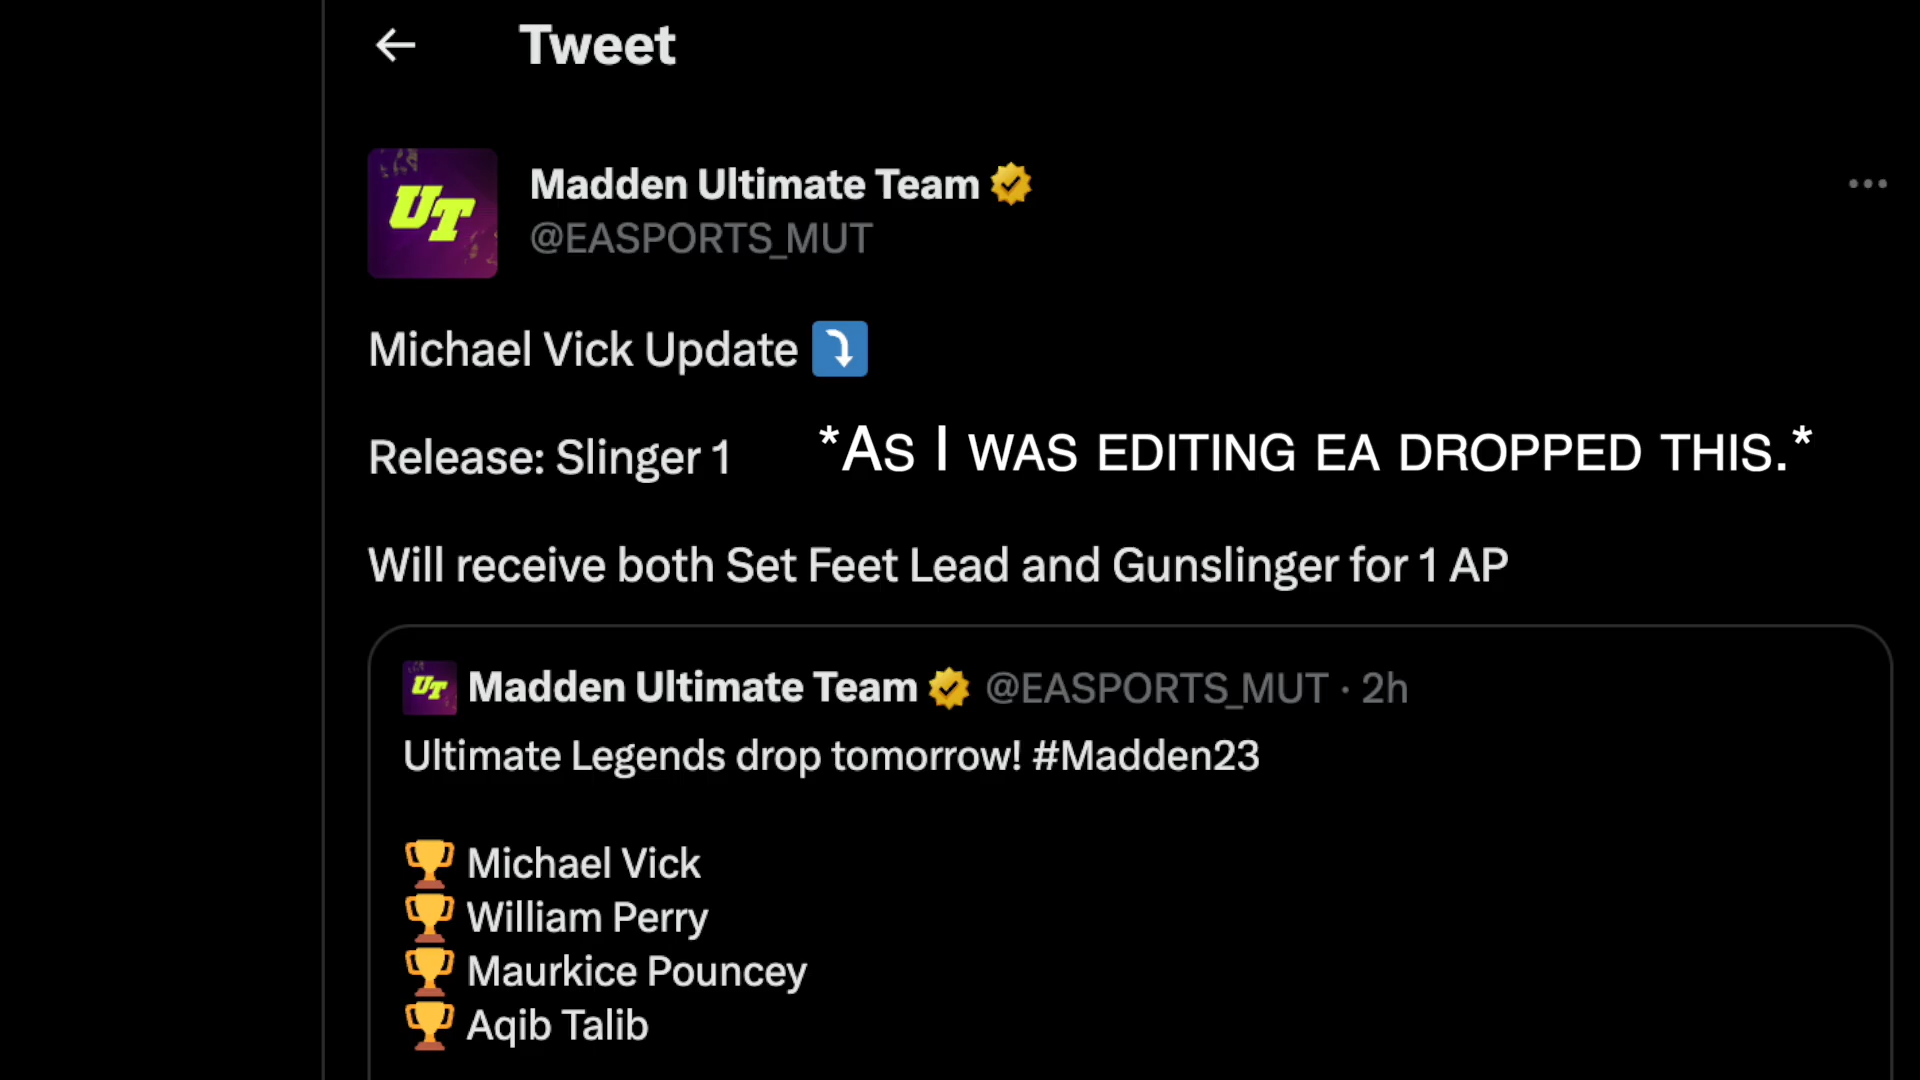 Tweet
UT
Madden Ultimate Team
@EASPORTS_MUT
Michael Vick Update ⤵️
Release: Slinger 1
*As I was editing EA dropped this.*
Will receive both Set Feet Lead and Gunslinger for 1 AP
UT Madden Ultimate Team @EASPORTS_MUT · 2h
Ultimate Legends drop tomorrow! #Madden23
🏆 Michael Vick
🏆 William Perry
🏆 Maurkice Pouncey
🏆 Aqib Talib